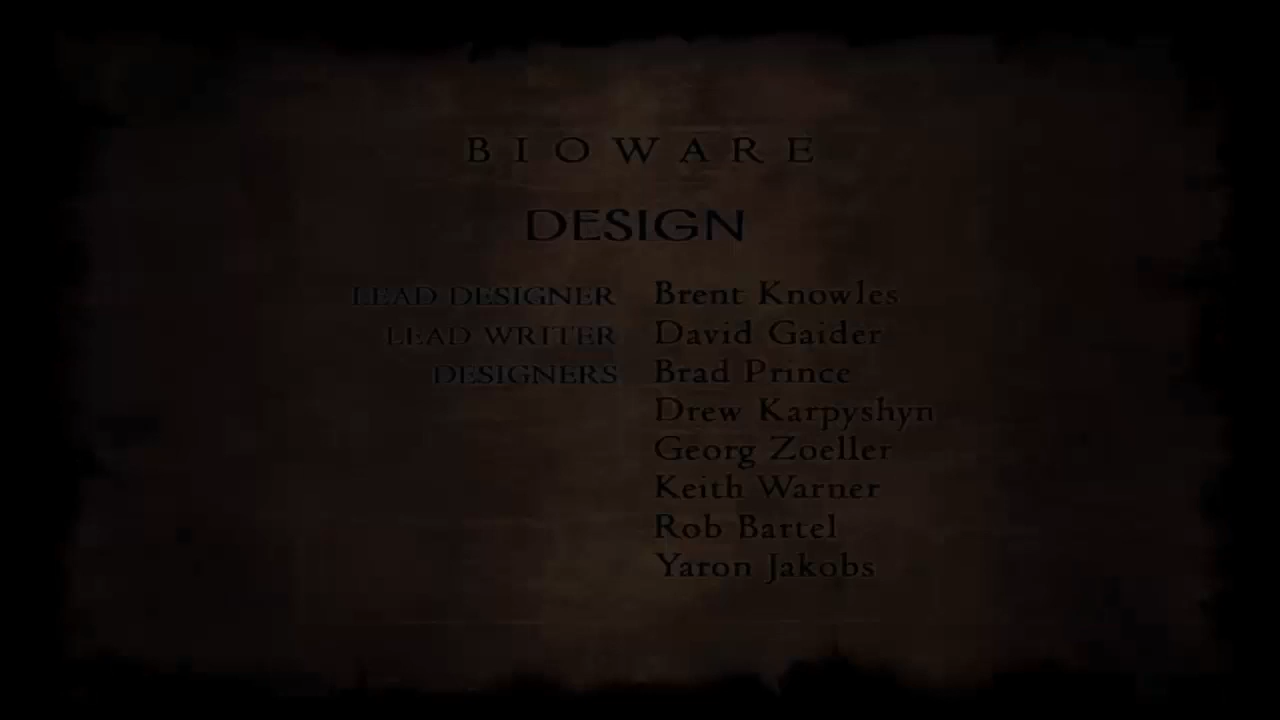 BIOWARE
DESIGN
LEAD DESIGNER Brent Knowles
LEAD WRITER David Gaider
DESIGNERS Brad Prince
Drew Karpyshyn
Georg Zoeller
Keith Warner
Rob Bartel
Yaron Jakobs